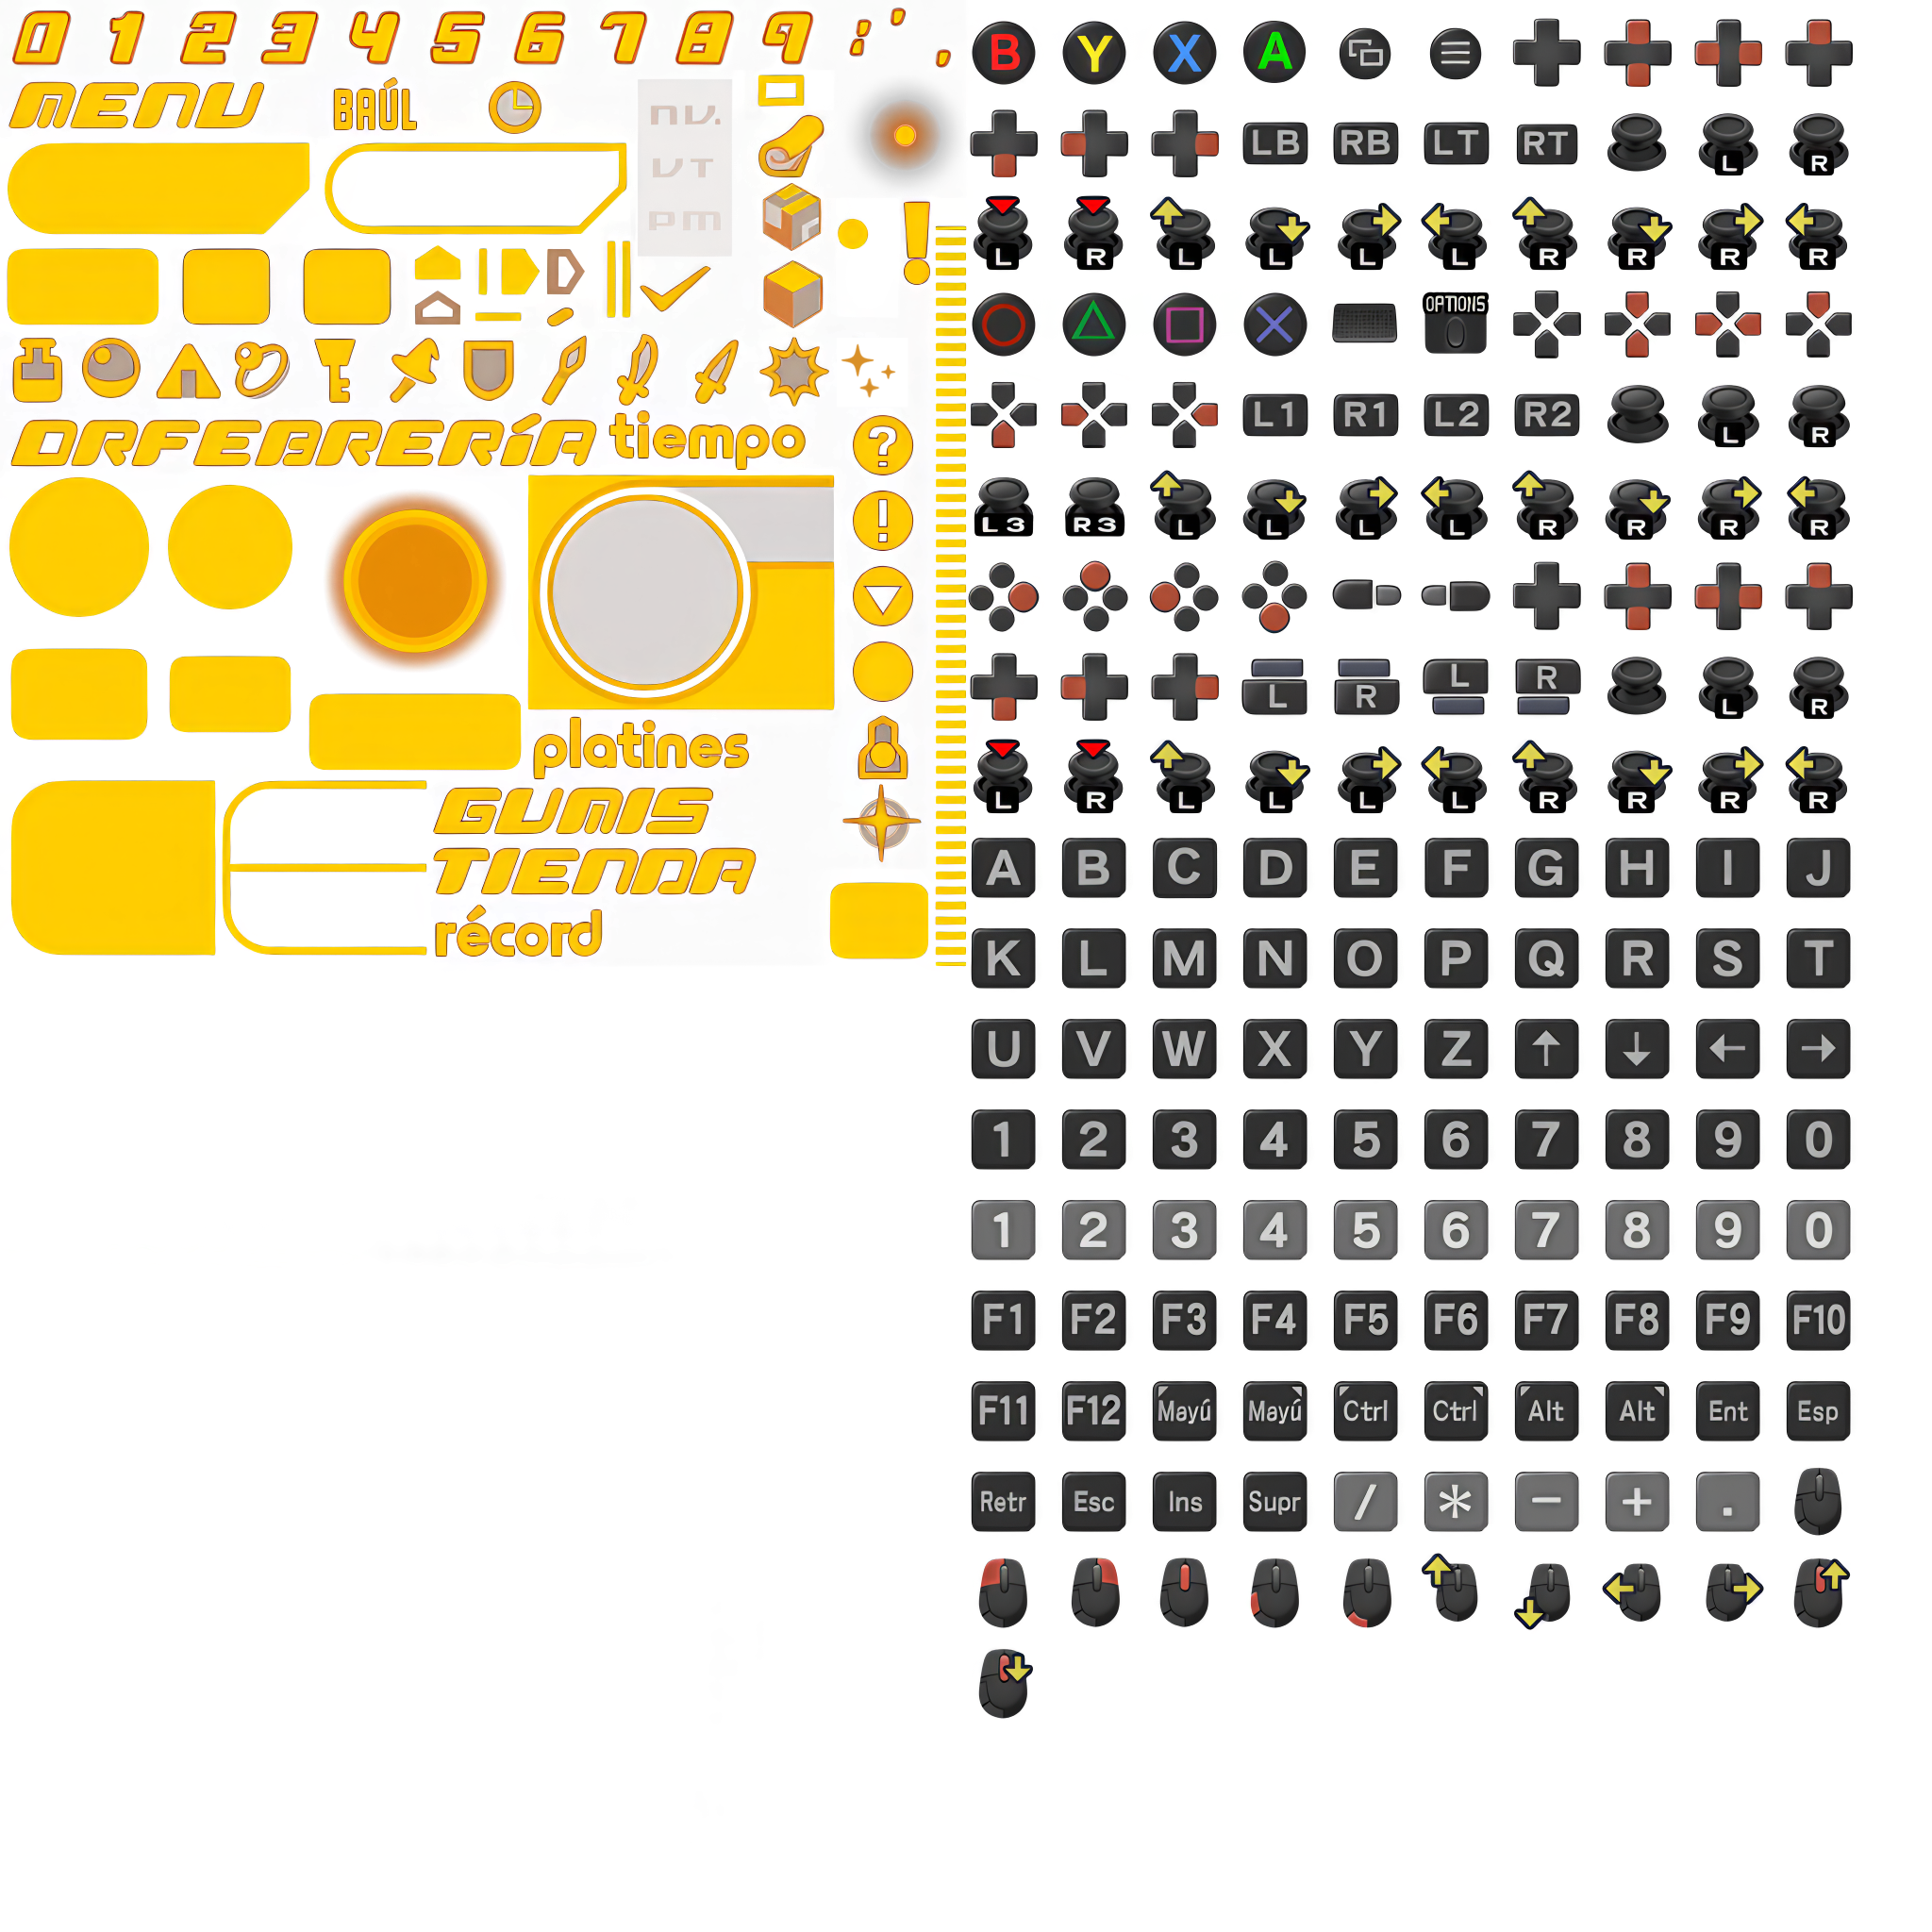 0 1 2 3 4 5 6 7 8 9 : ' ,
MENU
BAÚL
NV.
VT
PM
ORFEBRERÍA
tiempo
?
!
platines
GUMIS
TIENDA
récord
B Y X A
LB RB LT RT L R
L R L L L L R R R R
OPTIONS
L1 R1 L2 R2 L R
L3 R3 L L L L R R R R
L R L R L R
L R L L L L R R R R
A B C D E F G H I J
K L M N O P Q R S T
U V W X Y Z ↑ ↓ ← →
1 2 3 4 5 6 7 8 9 0
1 2 3 4 5 6 7 8 9 0
F1 F2 F3 F4 F5 F6 F7 F8 F9 F10
F11 F12 Mayú Mayú Ctrl Ctrl Alt Alt Ent Esp
Retr Esc Ins Supr / * - + .